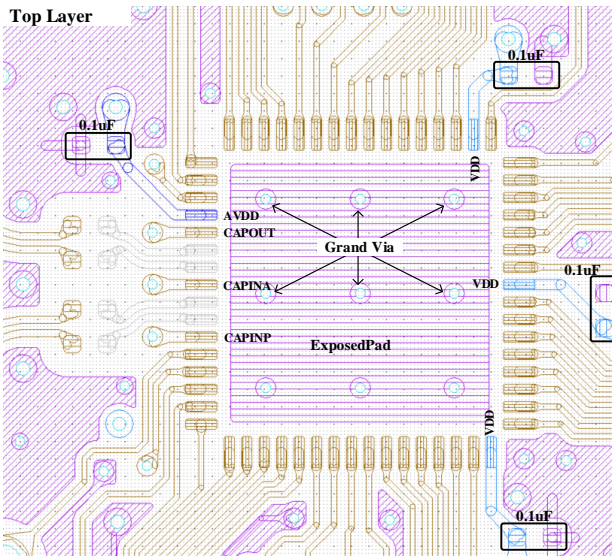 Top Layer
0.1uF
0.1uF
VDD
AVDD
CAPOUT
Grand Via
0.1uF
CAPINA
VDD
CAPINP
ExposedPad
VDD
0.1uF